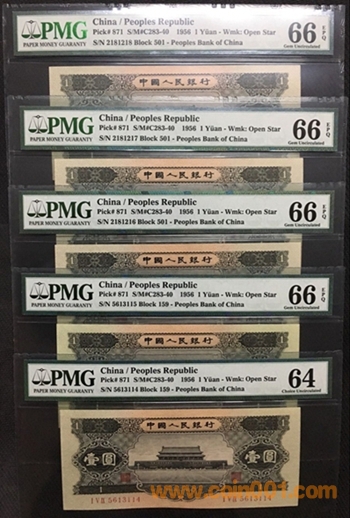 PMG
PAPER MONEY GUARANTY
China / Peoples Republic
Pick# 871 S/M#C283-40 1956 1 Yüan - Wmk: Open Star
S/N 2181218 Block 501 - Peoples Bank of China
66 EPQ
Gem Uncirculated
中國人民銀行
PMG
PAPER MONEY GUARANTY
China / Peoples Republic
Pick# 871 S/M#C283-40 1956 1 Yüan - Wmk: Open Star
S/N 2181217 Block 501 - Peoples Bank of China
66 EPQ
Gem Uncirculated
中國人民銀行
PMG
PAPER MONEY GUARANTY
China / Peoples Republic
Pick# 871 S/M#C283-40 1956 1 Yüan - Wmk: Open Star
S/N 2181216 Block 501 - Peoples Bank of China
66 EPQ
Gem Uncirculated
中國人民銀行
PMG
PAPER MONEY GUARANTY
China / Peoples Republic
Pick# 871 S/M#C283-40 1956 1 Yüan - Wmk: Open Star
S/N 5613115 Block 159 - Peoples Bank of China
66 EPQ
Gem Uncirculated
中國人民銀行
PMG
PAPER MONEY GUARANTY
China / Peoples Republic
Pick# 871 S/M#C283-40 1956 1 Yüan - Wmk: Open Star
S/N 5613114 Block 159 - Peoples Bank of China
64
Choice Uncirculated
中國人民銀行
壹 圓
5613114
www.coin001.com